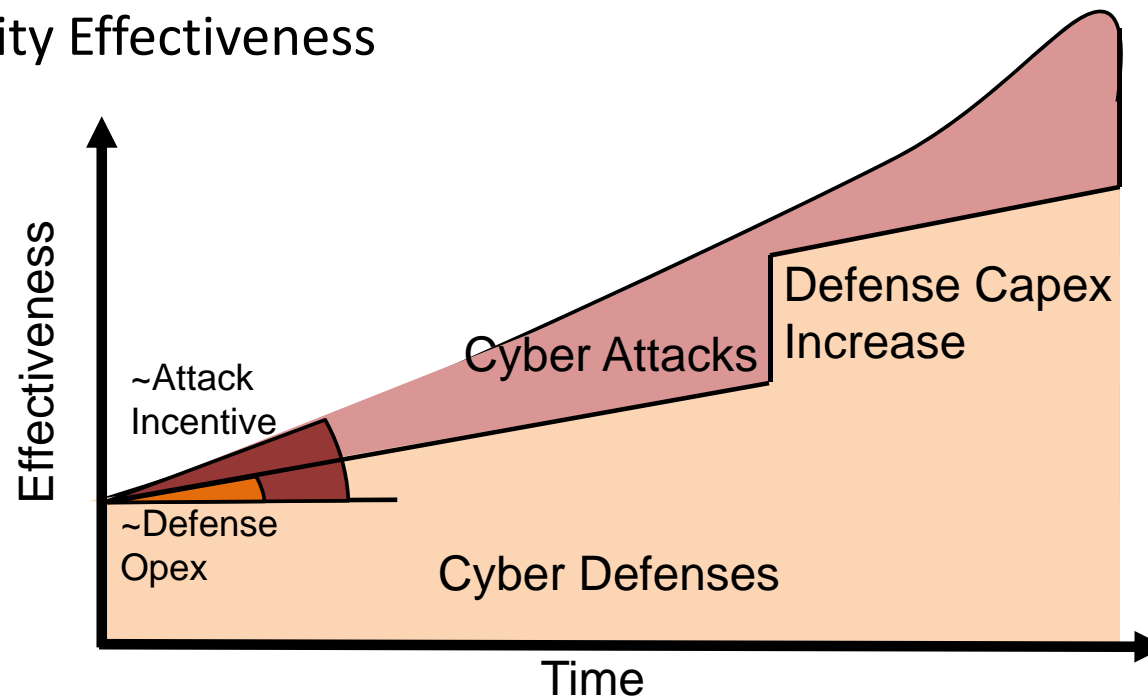 ity Effectiveness
Effectiveness
~Attack
Incentive
Cyber Attacks
Defense Capex
Increase
~Defense
Opex
Cyber Defenses
Time